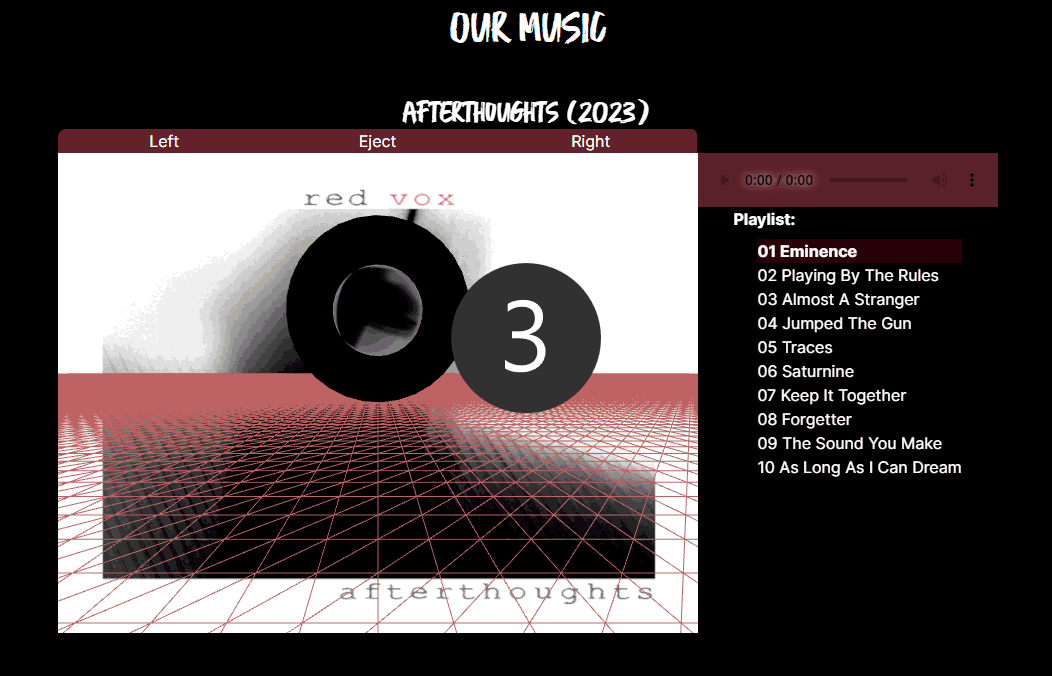 OUR MUSIC
AFTERTHOUGHTS (2023)
Left Eject Right
red vox
3
afterthoughts
0:00 / 0:00
Playlist:
01 Eminence
02 Playing By The Rules
03 Almost A Stranger
04 Jumped The Gun
05 Traces
06 Saturnine
07 Keep It Together
08 Forgetter
09 The Sound You Make
10 As Long As I Can Dream